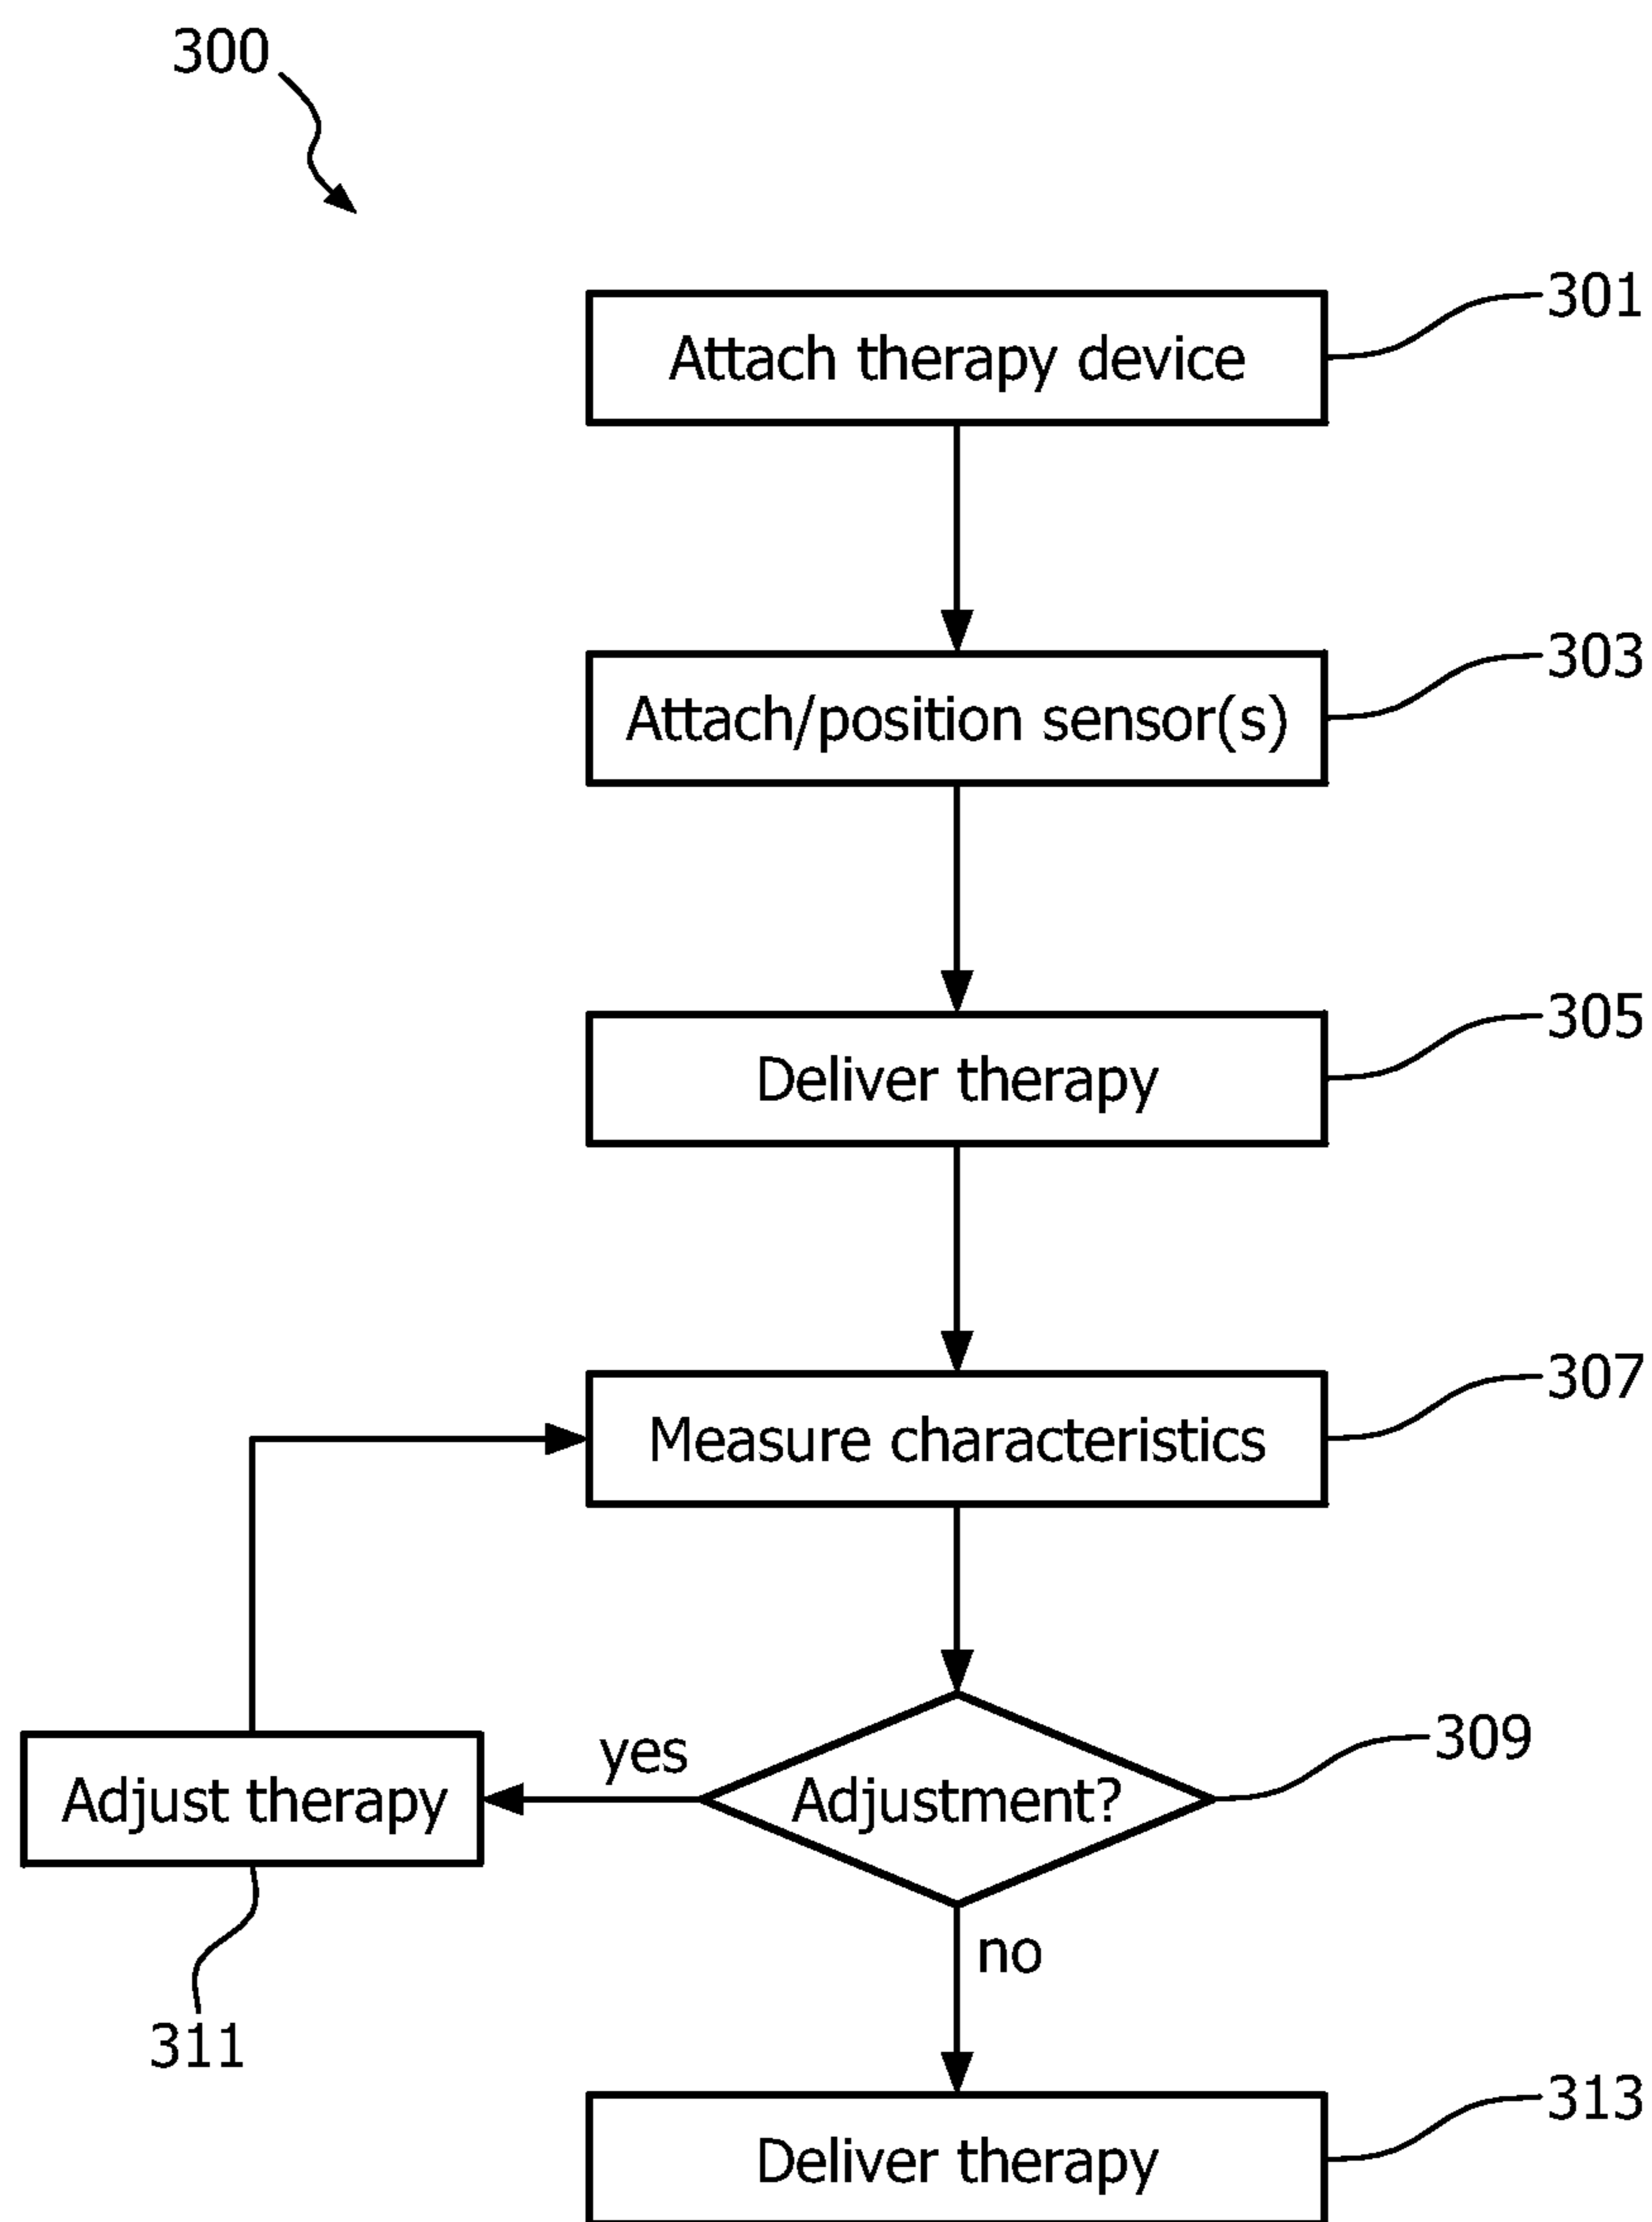 300
Attach therapy device
301
Attach/position sensor(s)
303
Deliver therapy
305
Measure characteristics
307
Adjust therapy
yes
Adjustment?
309
no
311
Deliver therapy
313